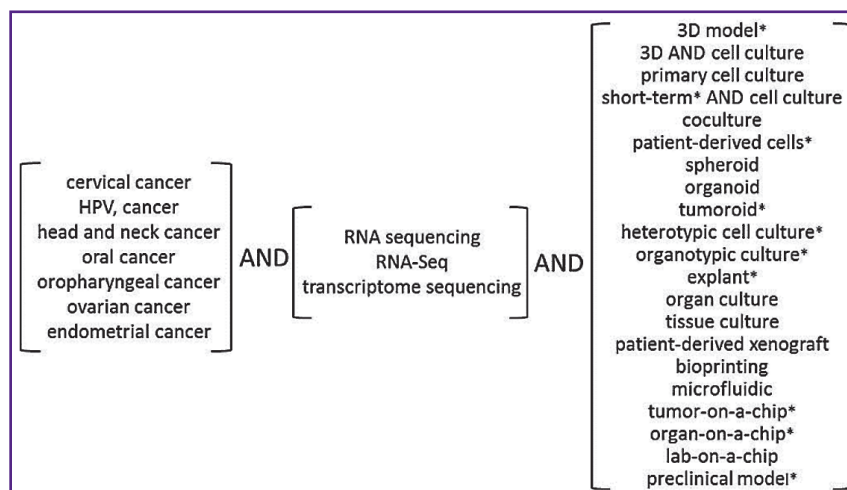 cervical cancer
HPV, cancer
head and neck cancer
oral cancer
oropharyngeal cancer
ovarian cancer
endometrial cancer
AND
RNA sequencing
RNA-Seq
transcriptome sequencing
AND
3D model*
3D AND cell culture
primary cell culture
short-term* AND cell culture
coculture
patient-derived cells*
spheroid
organoid
tumoroid*
heterotypic cell culture*
organotypic culture*
explant*
organ culture
tissue culture
patient-derived xenograft
bioprinting
microfluidic
tumor-on-a-chip*
organ-on-a-chip*
lab-on-a-chip
preclinical model*